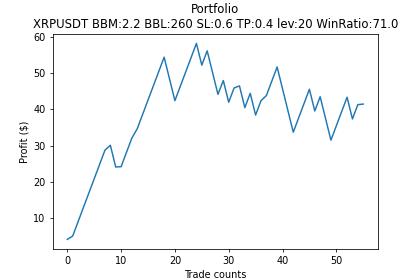 Portfolio
XRPUSDT BBM:2.2 BBL:260 SL:0.6 TP:0.4 lev:20 WinRatio:71.0
60
50
40
30
20
10
Profit ($)
0 10 20 30 40 50
Trade counts